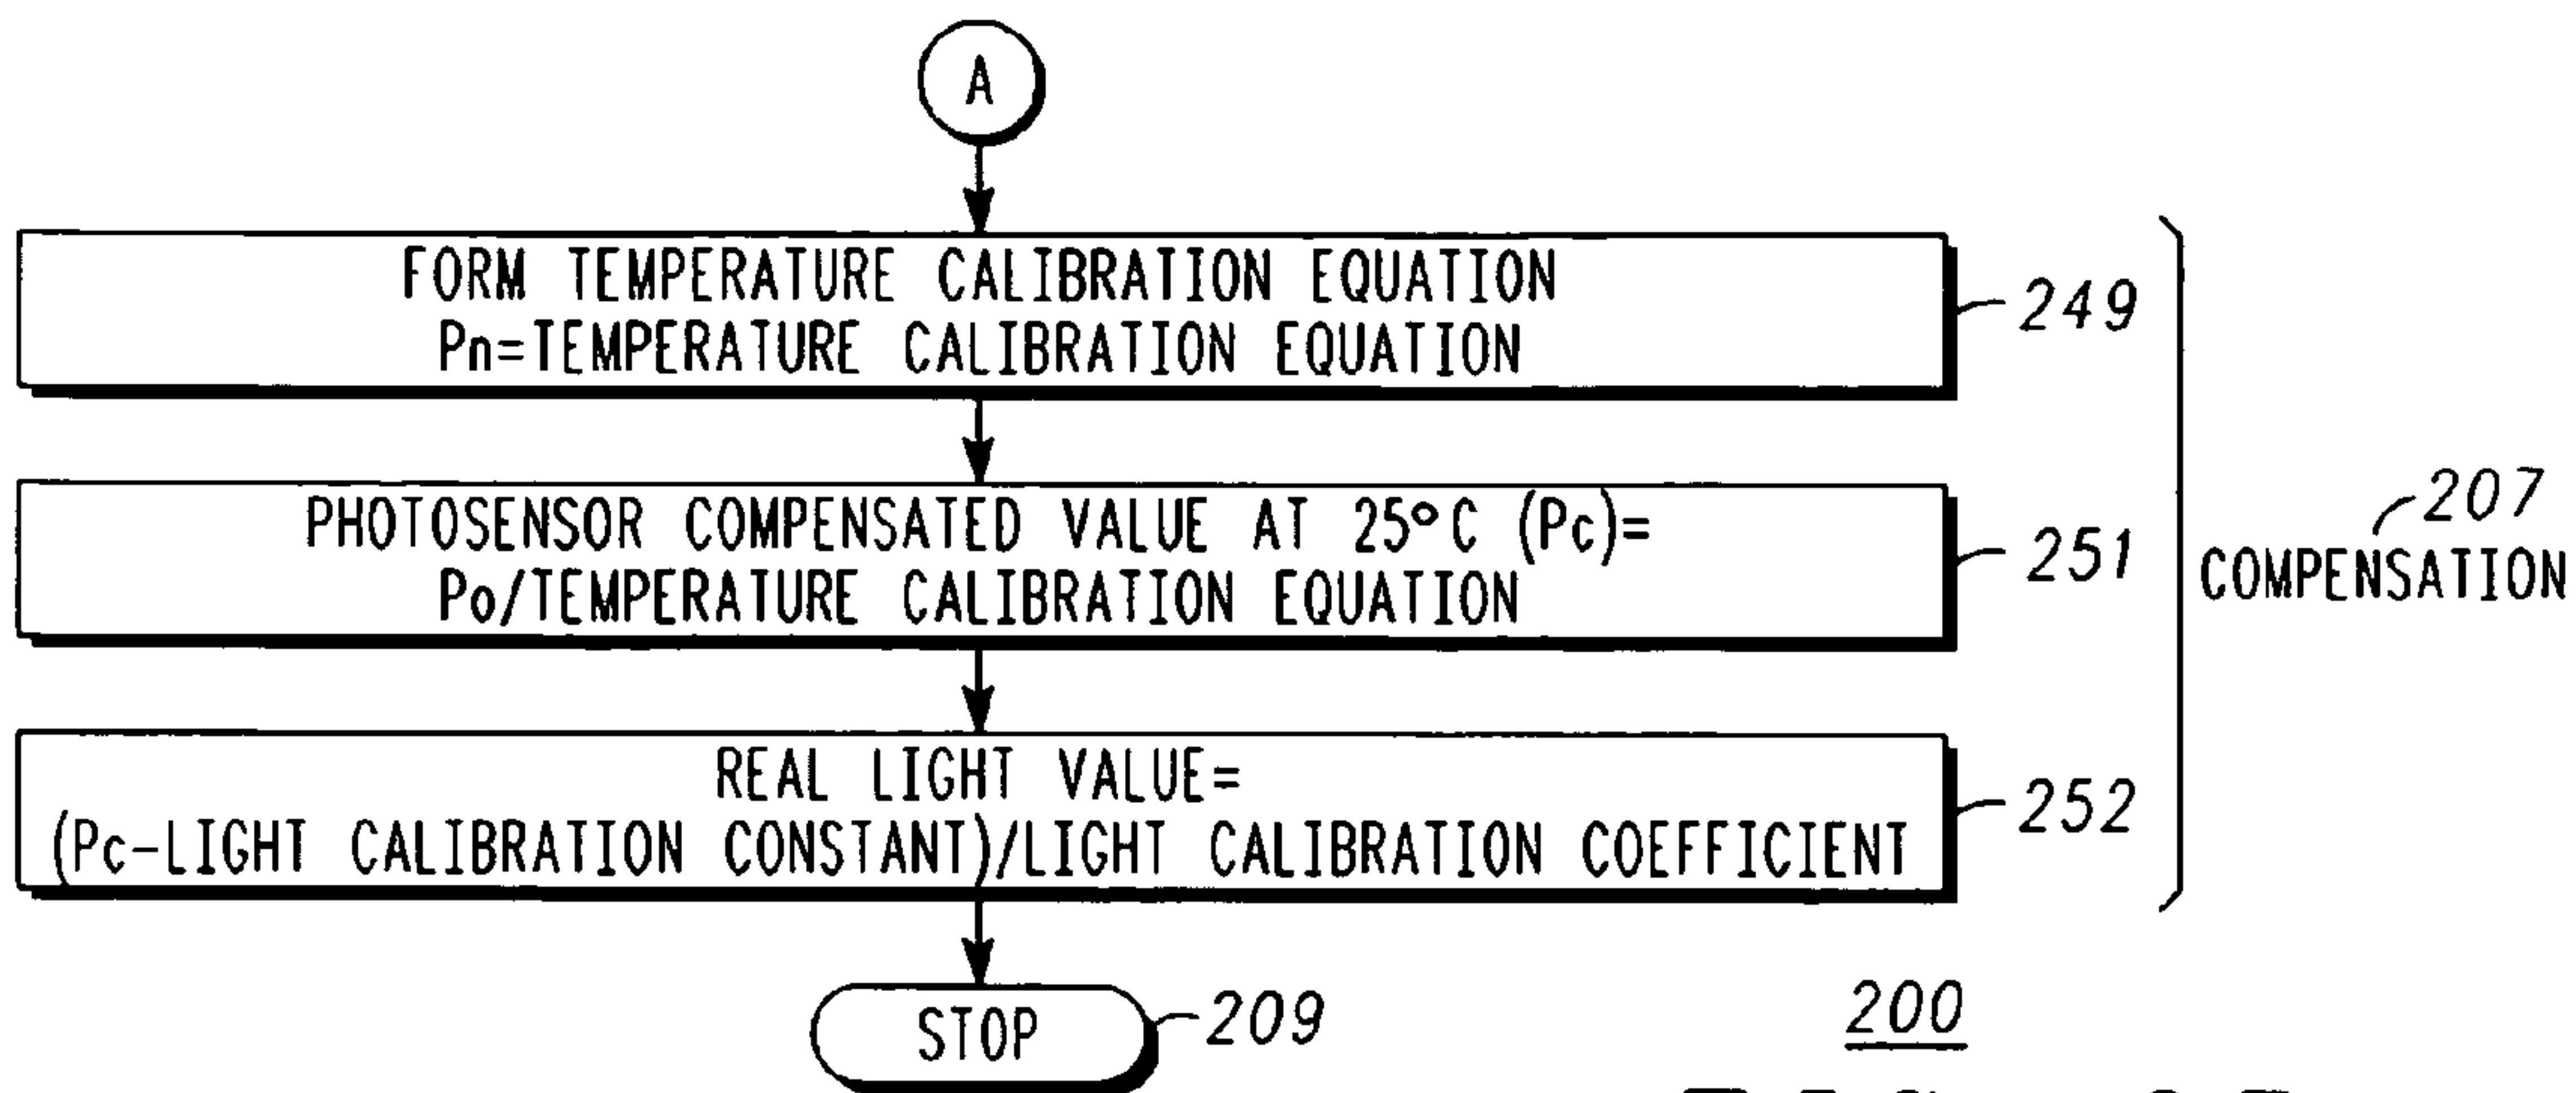 A
FORM TEMPERATURE CALIBRATION EQUATION
Pn=TEMPERATURE CALIBRATION EQUATION
249
PHOTOSENSOR COMPENSATED VALUE AT 25°C (Pc)=
Po/TEMPERATURE CALIBRATION EQUATION
251
207
COMPENSATION
REAL LIGHT VALUE=
(Pc-LIGHT CALIBRATION CONSTANT)/LIGHT CALIBRATION COEFFICIENT
252
STOP
209
200